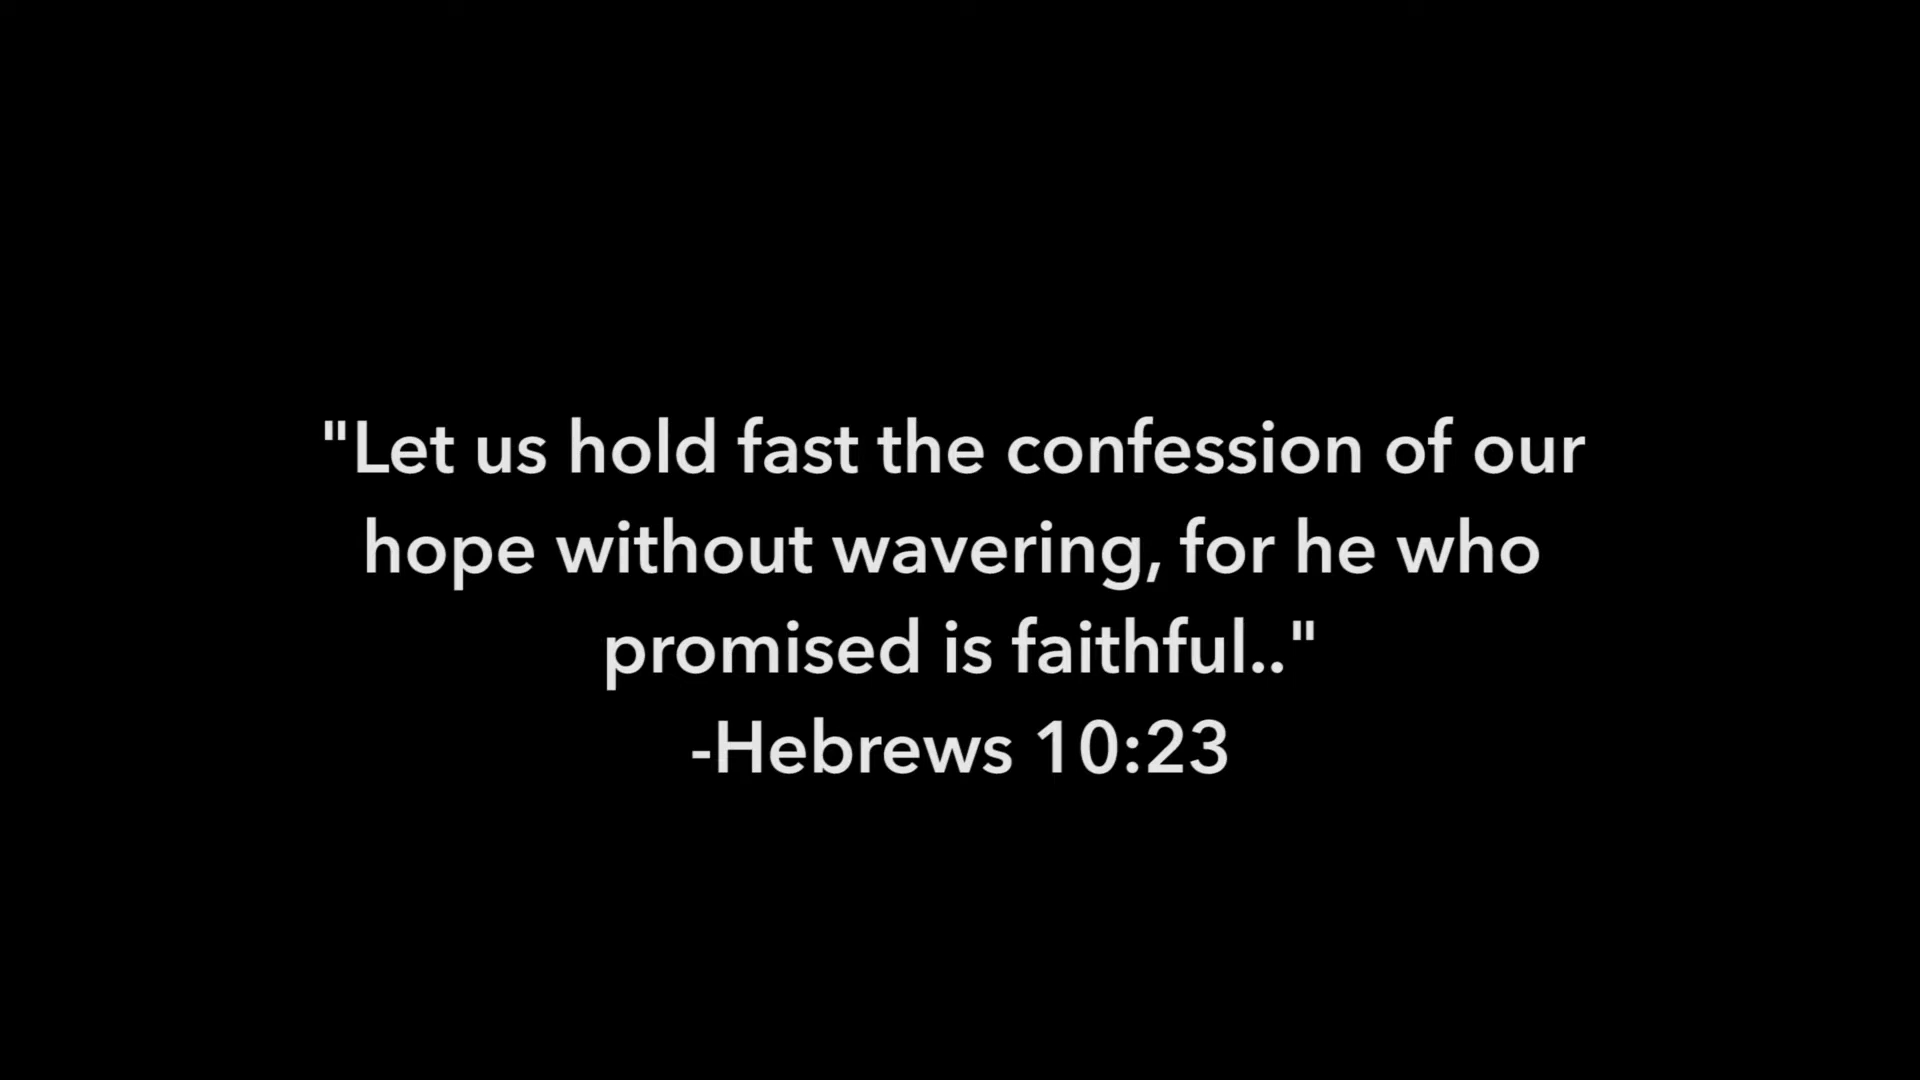 "Let us hold fast the confession of our
hope without wavering, for he who
promised is faithful.."
-Hebrews 10:23